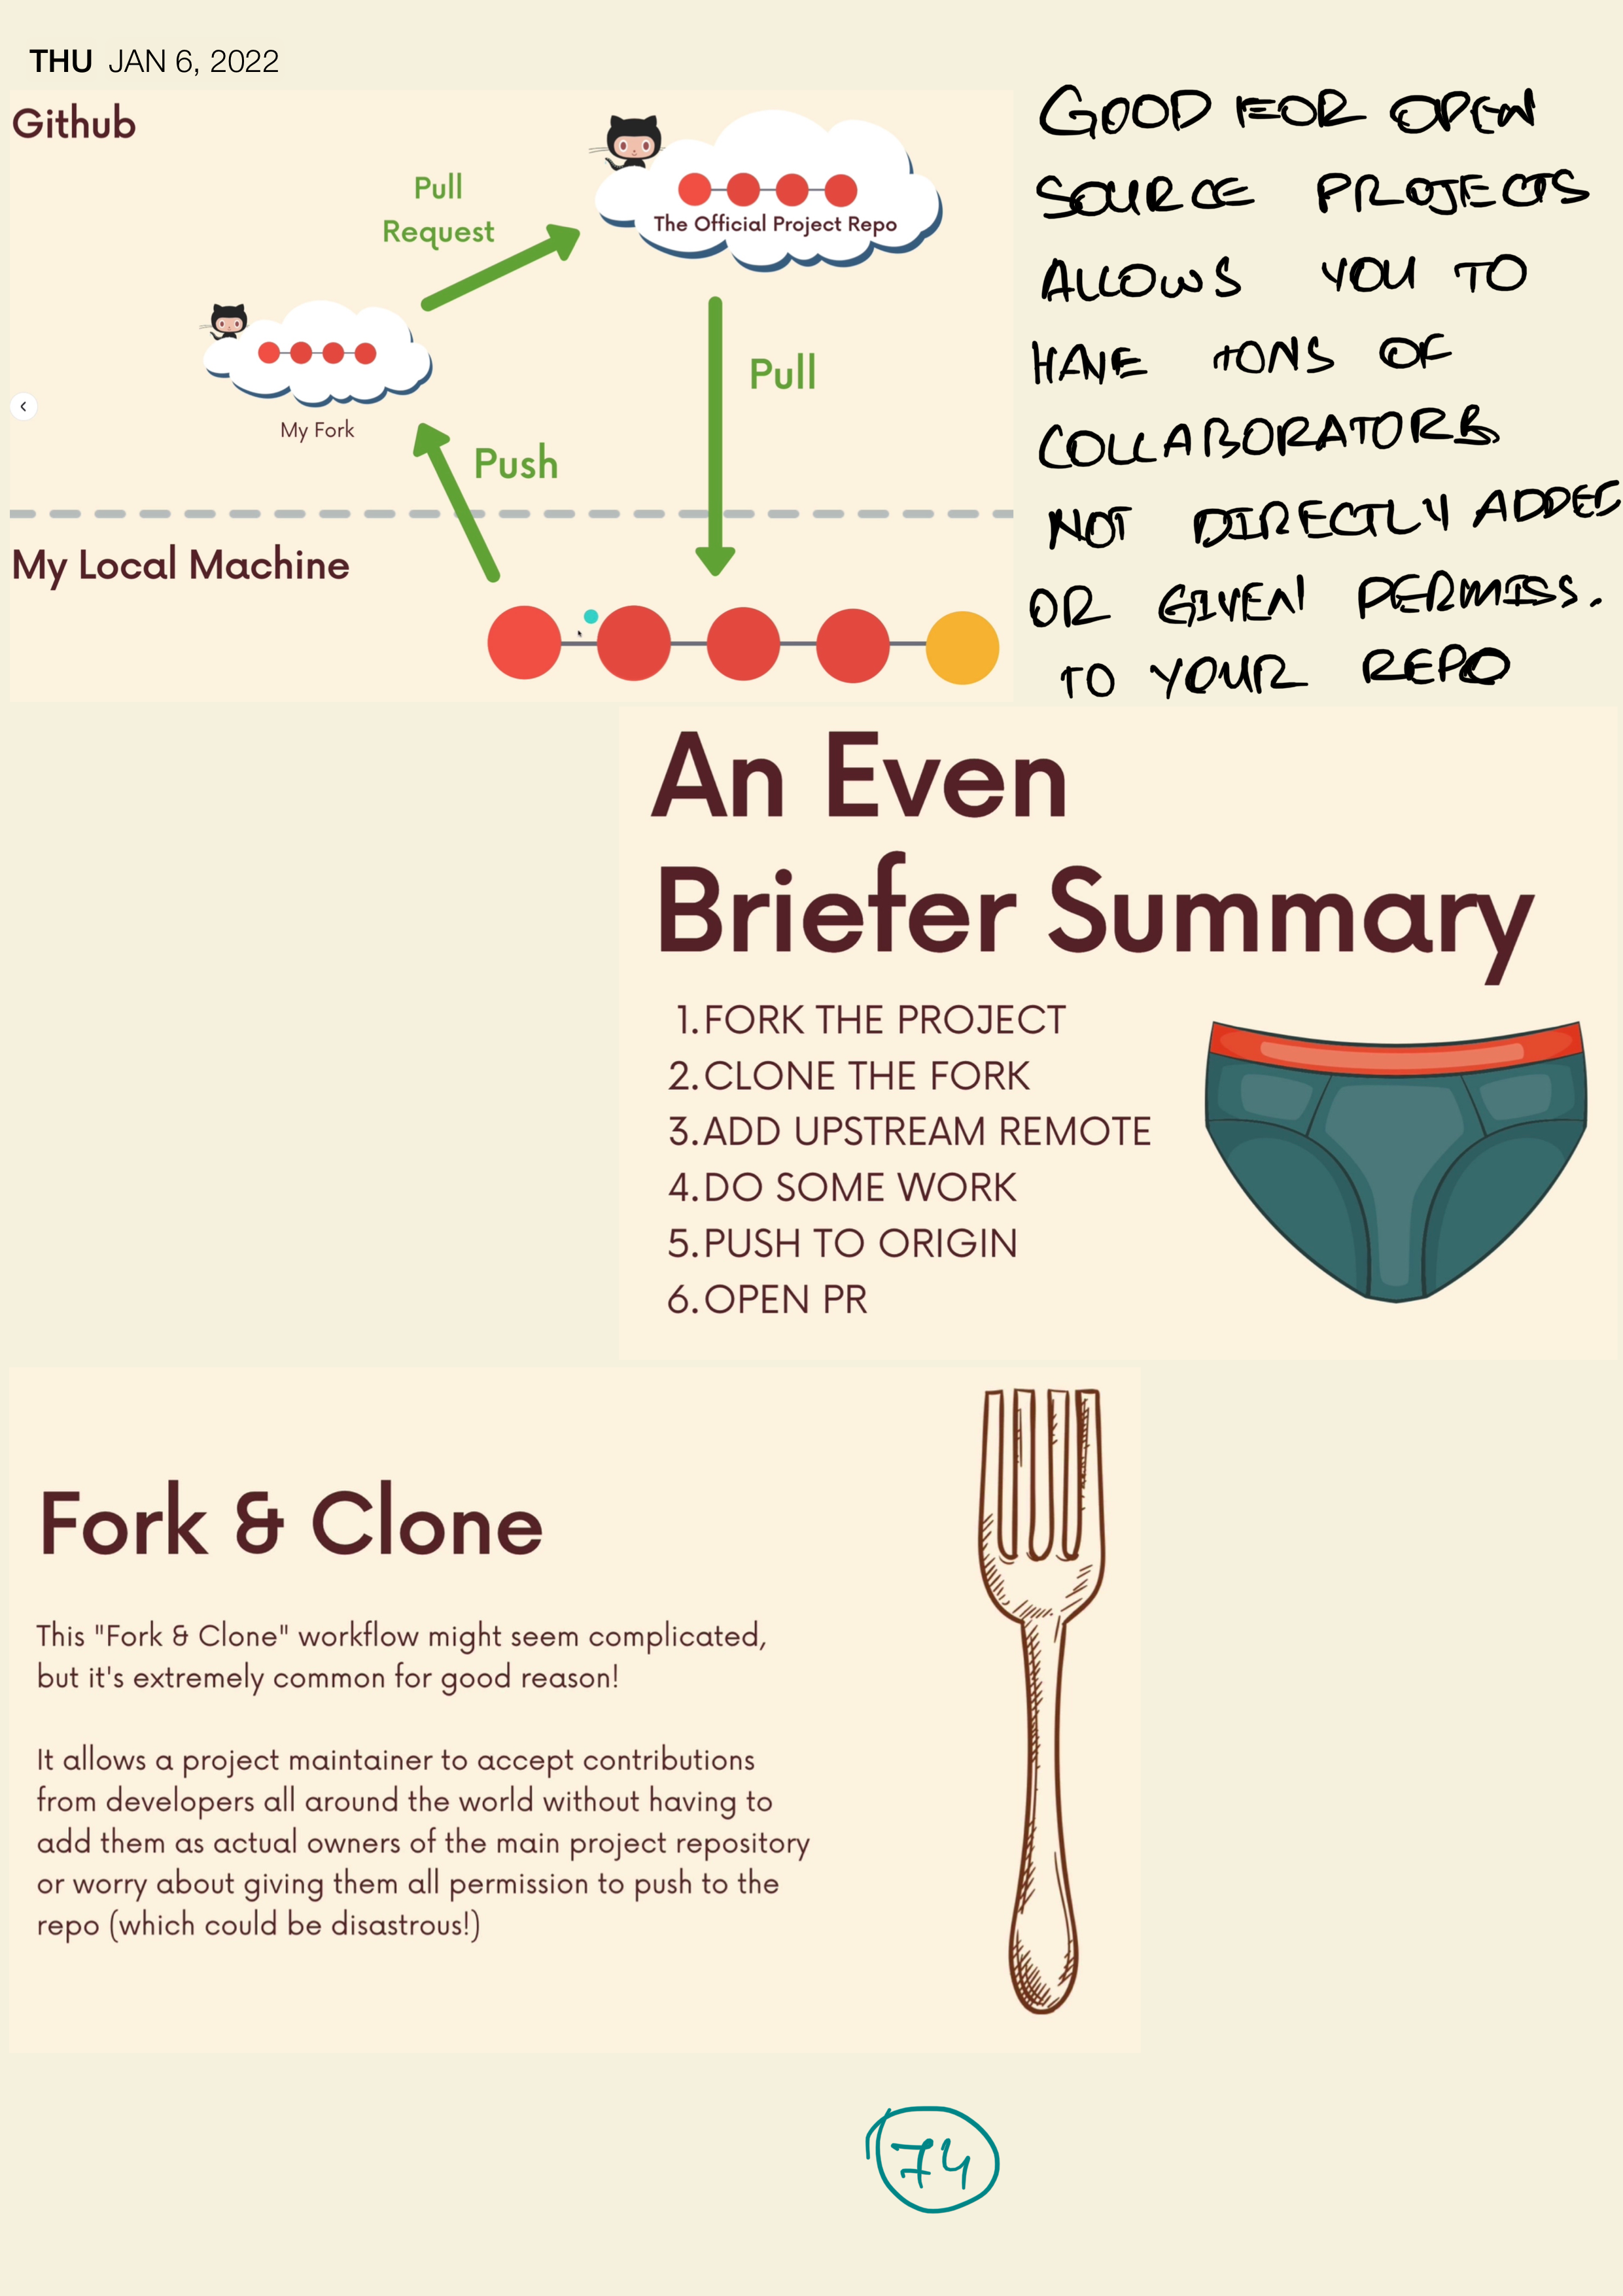 THU JAN 6, 2022
Github
Pull
Request
The Official Project Repo
Pull
My Fork
Push
My Local Machine
GOOD FOR OPEN
SOURCE PROJECTS
ALLOWS YOU TO
HAVE TONS OF
COLLABORATORS
NOT DIRECTLY ADDED
OR GIVEN PERMISS.
TO YOUR REPO
An Even
Briefer Summary
1. FORK THE PROJECT
2. CLONE THE FORK
3. ADD UPSTREAM REMOTE
4. DO SOME WORK
5. PUSH TO ORIGIN
6. OPEN PR
Fork & Clone
This "Fork & Clone" workflow might seem complicated,
but it's extremely common for good reason!
It allows a project maintainer to accept contributions
from developers all around the world without having to
add them as actual owners of the main project repository
or worry about giving them all permission to push to the
repo (which could be disastrous!)
74